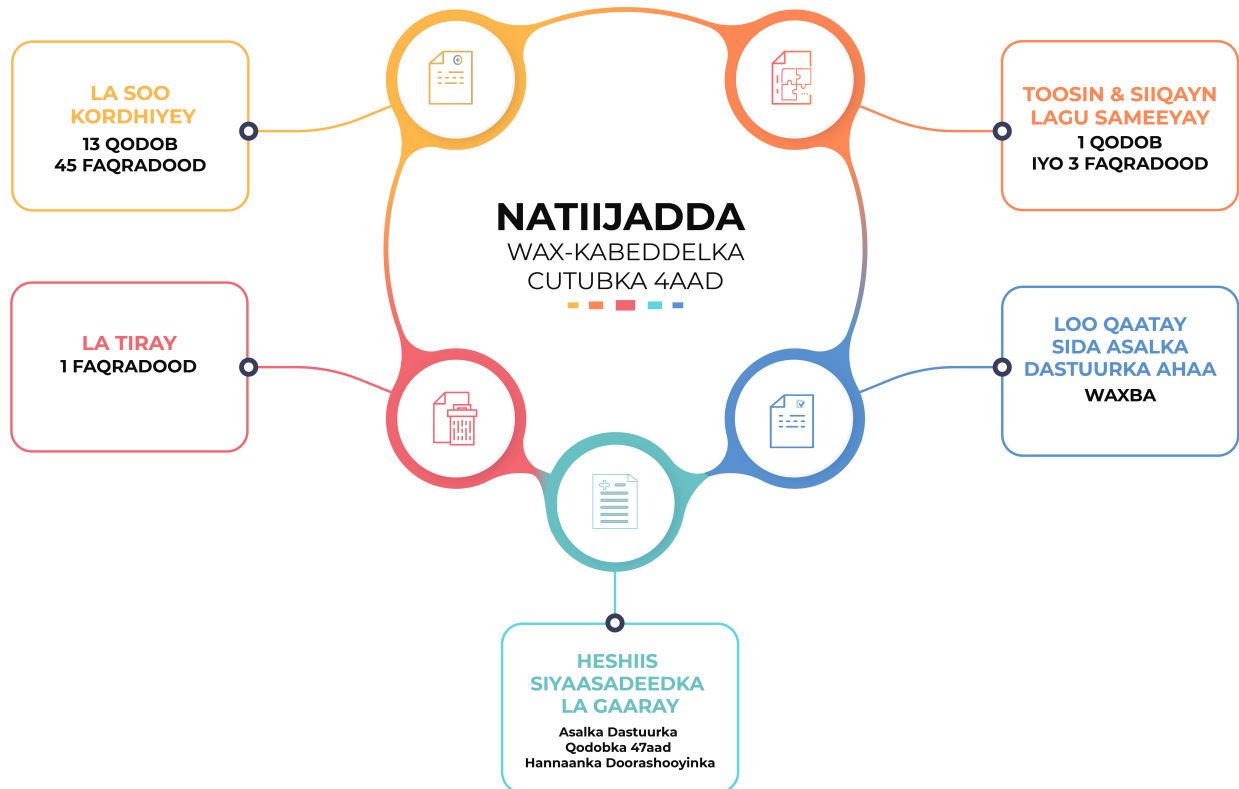 LA SOO
KORDHIYEY
13 QODOB
45 FAQRADOOD
TOOSIN & SIIQAYN
LAGU SAMEEYAY
1 QODOB
IYO 3 FAQRADOOD
NATIIJADDA
WAX-KABEDDELKA
CUTUBKA 4AAD
LA TIRAY
1 FAQRADOOD
LOO QAATAY
SIDA ASALKA
DASTUURKA AHAA
WAXBA
HESHIIS
SIYAASADEEDKA
LA GAARAY
Asalka Dastuurka
Qodobka 47aad
Hannaanka Doorashooyinka